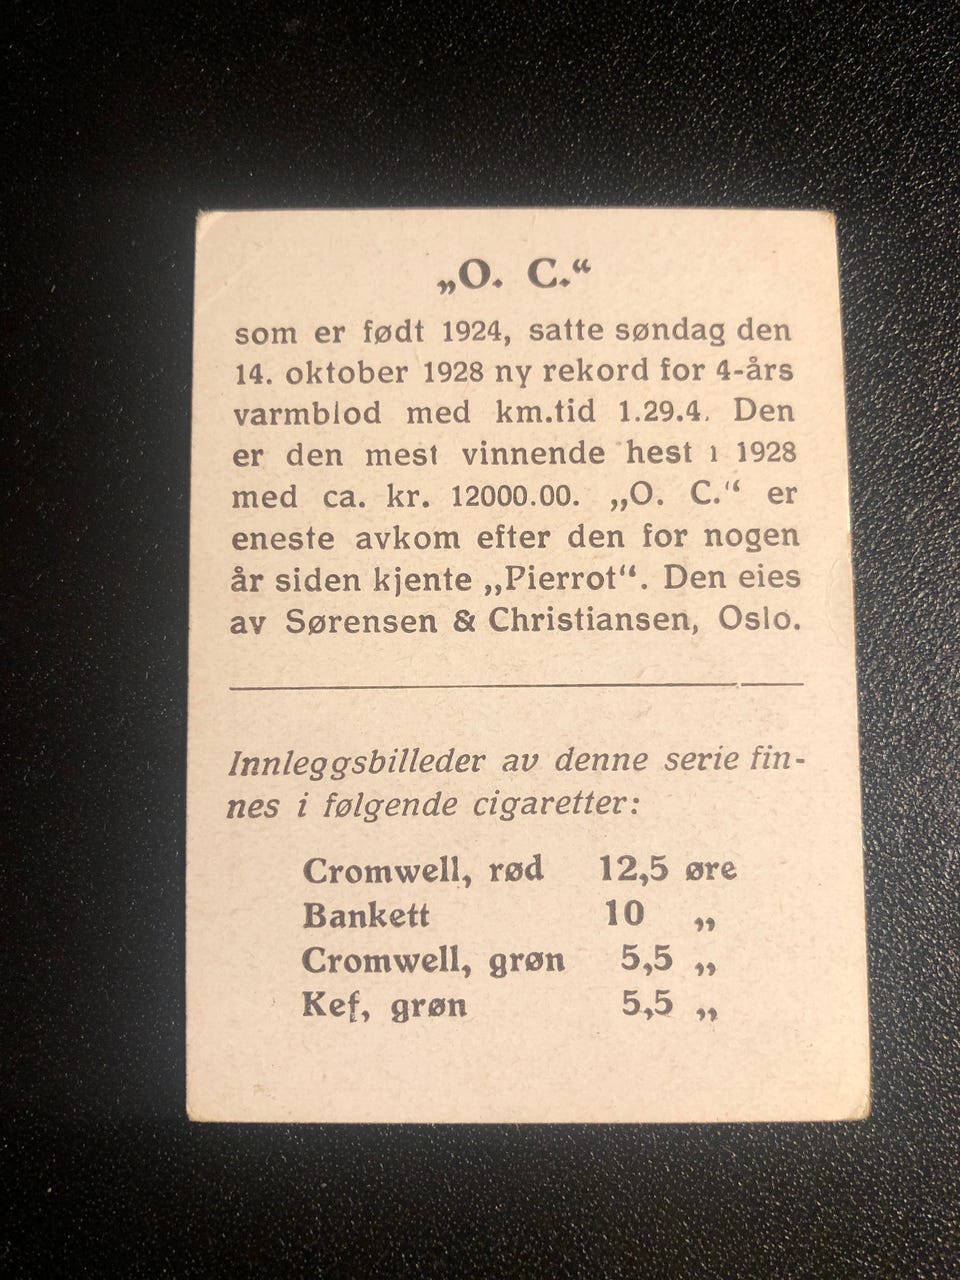 „O. C.“
som er født 1924, satte søndag den
14. oktober 1928 ny rekord for 4-års
varmblod med km.tid 1.29.4. Den
er den mest vinnende hest i 1928
med ca. kr. 12000.00. „O. C.“ er
eneste avkom efter den for nogen
år siden kjente „Pierrot“. Den eies
av Sørensen & Christiansen, Oslo.
Innleggsbilleder av denne serie fin-
nes i følgende cigaretter:
Cromwell, rød 12,5 øre
Bankett 10 „
Cromwell, grøn 5,5 „
Kef, grøn 5,5 „